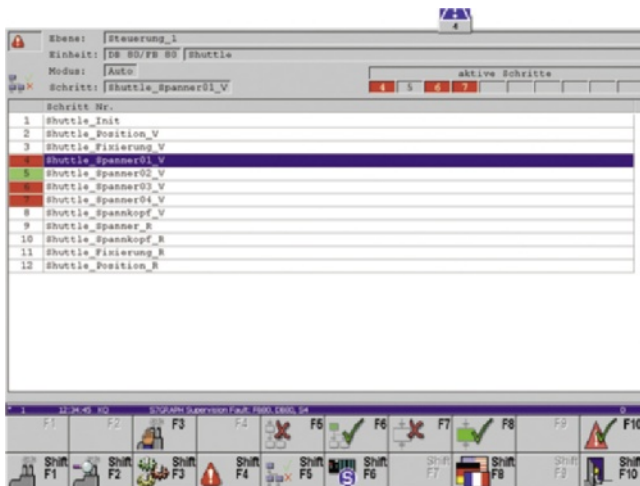 4
Ebene: Steuerung_1
Einheit: DB 80/FB 80 Shuttle
Modus: Auto
aktive Schritte
Schritt: Shuttle_Spanner01_V 4 5 6 7
Schritt Nr.
1 Shuttle_Init
2 Shuttle_Position_V
3 Shuttle_Fixierung_V
4 Shuttle_Spanner01_V
5 Shuttle_Spanner02_V
6 Shuttle_Spanner03_V
7 Shuttle_Spanner04_V
8 Shuttle_Spannkopf_V
9 Shuttle_Spanner_R
10 Shuttle_Spannkopf_R
11 Shuttle_Fixierung_R
12 Shuttle_Position_R
1 12:34:45 KQ S7GRAPH Supervision Fault: FB80, DB80, S4 0
F1 F2 F3 F4 F5 F6 F7 F8 F9 F10
Shift F1 Shift F2 Shift F3 Shift F4 Shift F5 S Shift F6 Shift F7 Shift F8 Shift F9 Shift F10